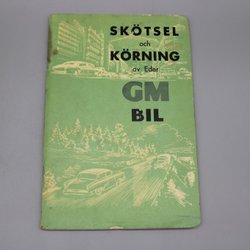 SKÖTSEL
och
KÖRNING
av Eder
GM
BIL